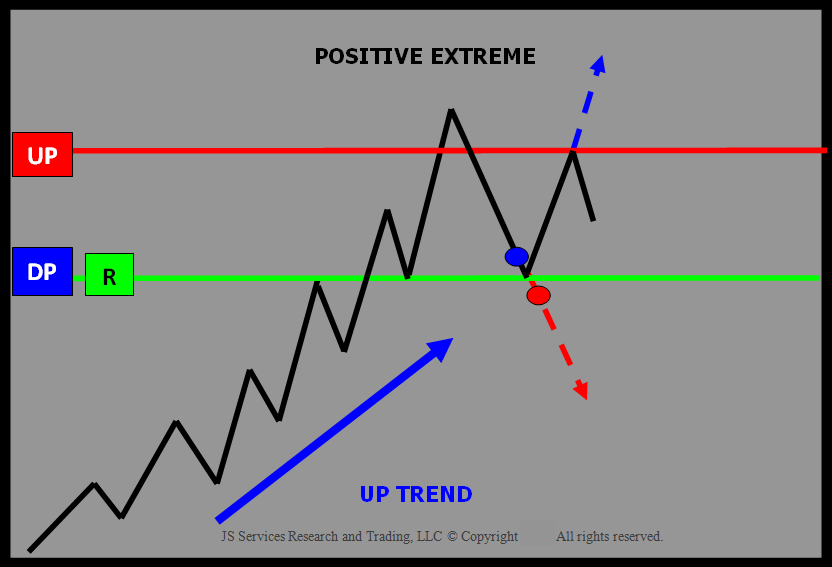 POSITIVE EXTREME
UP
DP
R
UP TREND
JS Services Research and Trading, LLC © Copyright All rights reserved.